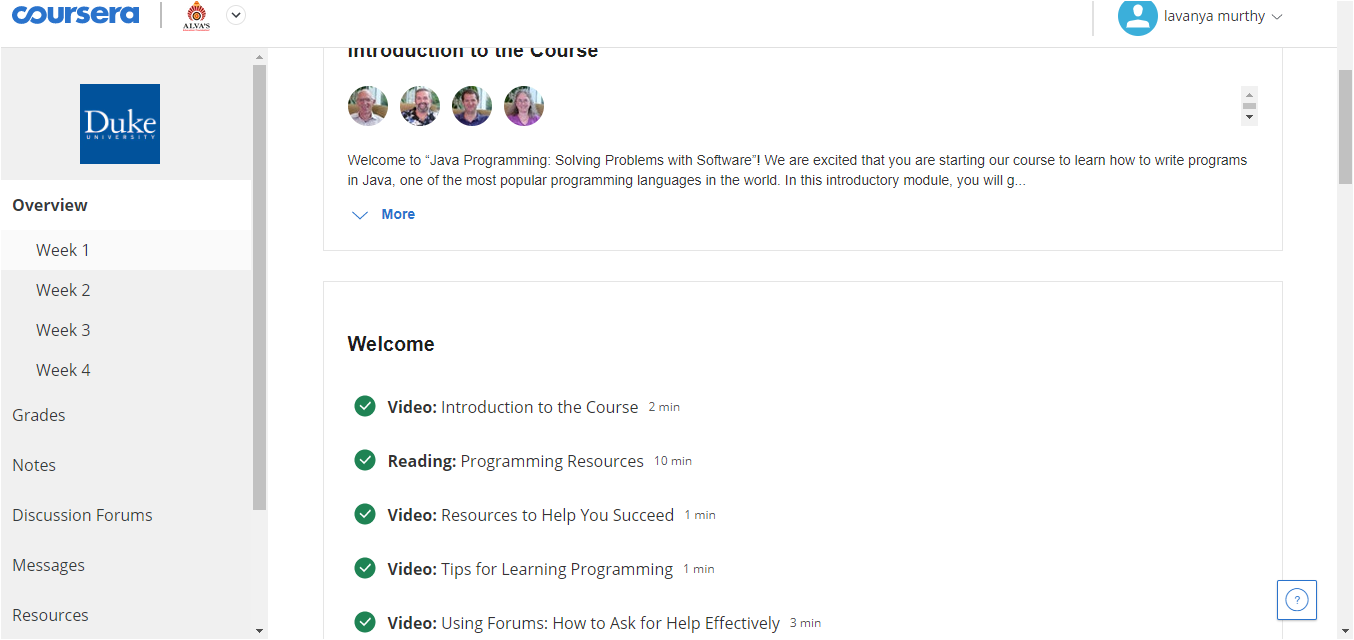 coursera
ALVA'S
lavanya murthy
Duke
UNIVERSITY
Overview
Week 1
Week 2
Week 3
Week 4
Grades
Notes
Discussion Forums
Messages
Resources
Introduction to the Course
Welcome to “Java Programming: Solving Problems with Software”! We are excited that you are starting our course to learn how to write programs
in Java, one of the most popular programming languages in the world. In this introductory module, you will g...
More
Welcome
Video: Introduction to the Course 2 min
Reading: Programming Resources 10 min
Video: Resources to Help You Succeed 1 min
Video: Tips for Learning Programming 1 min
Video: Using Forums: How to Ask for Help Effectively 3 min
?